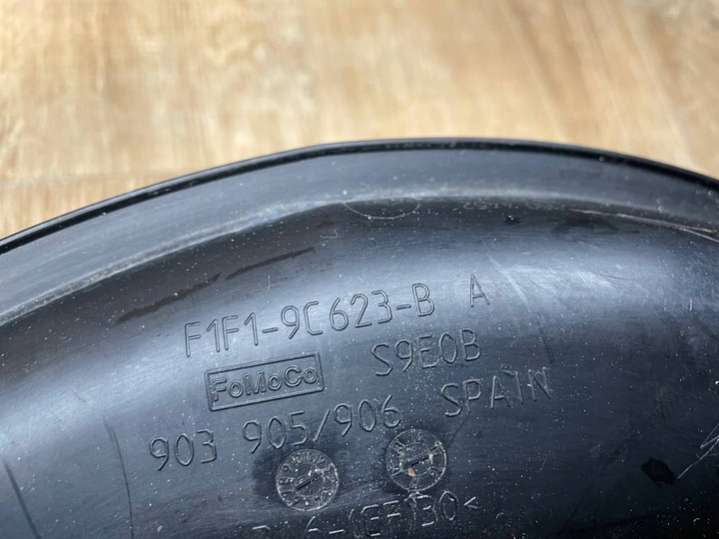 F1F1-9C623-B A
FoMoCo S9E0B
903 905/906 SPAIN